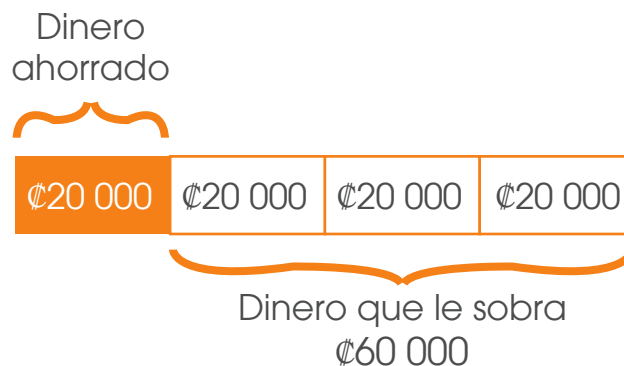 Dinero
ahorrado
₡20 000 ₡20 000 ₡20 000 ₡20 000
Dinero que le sobra
₡60 000